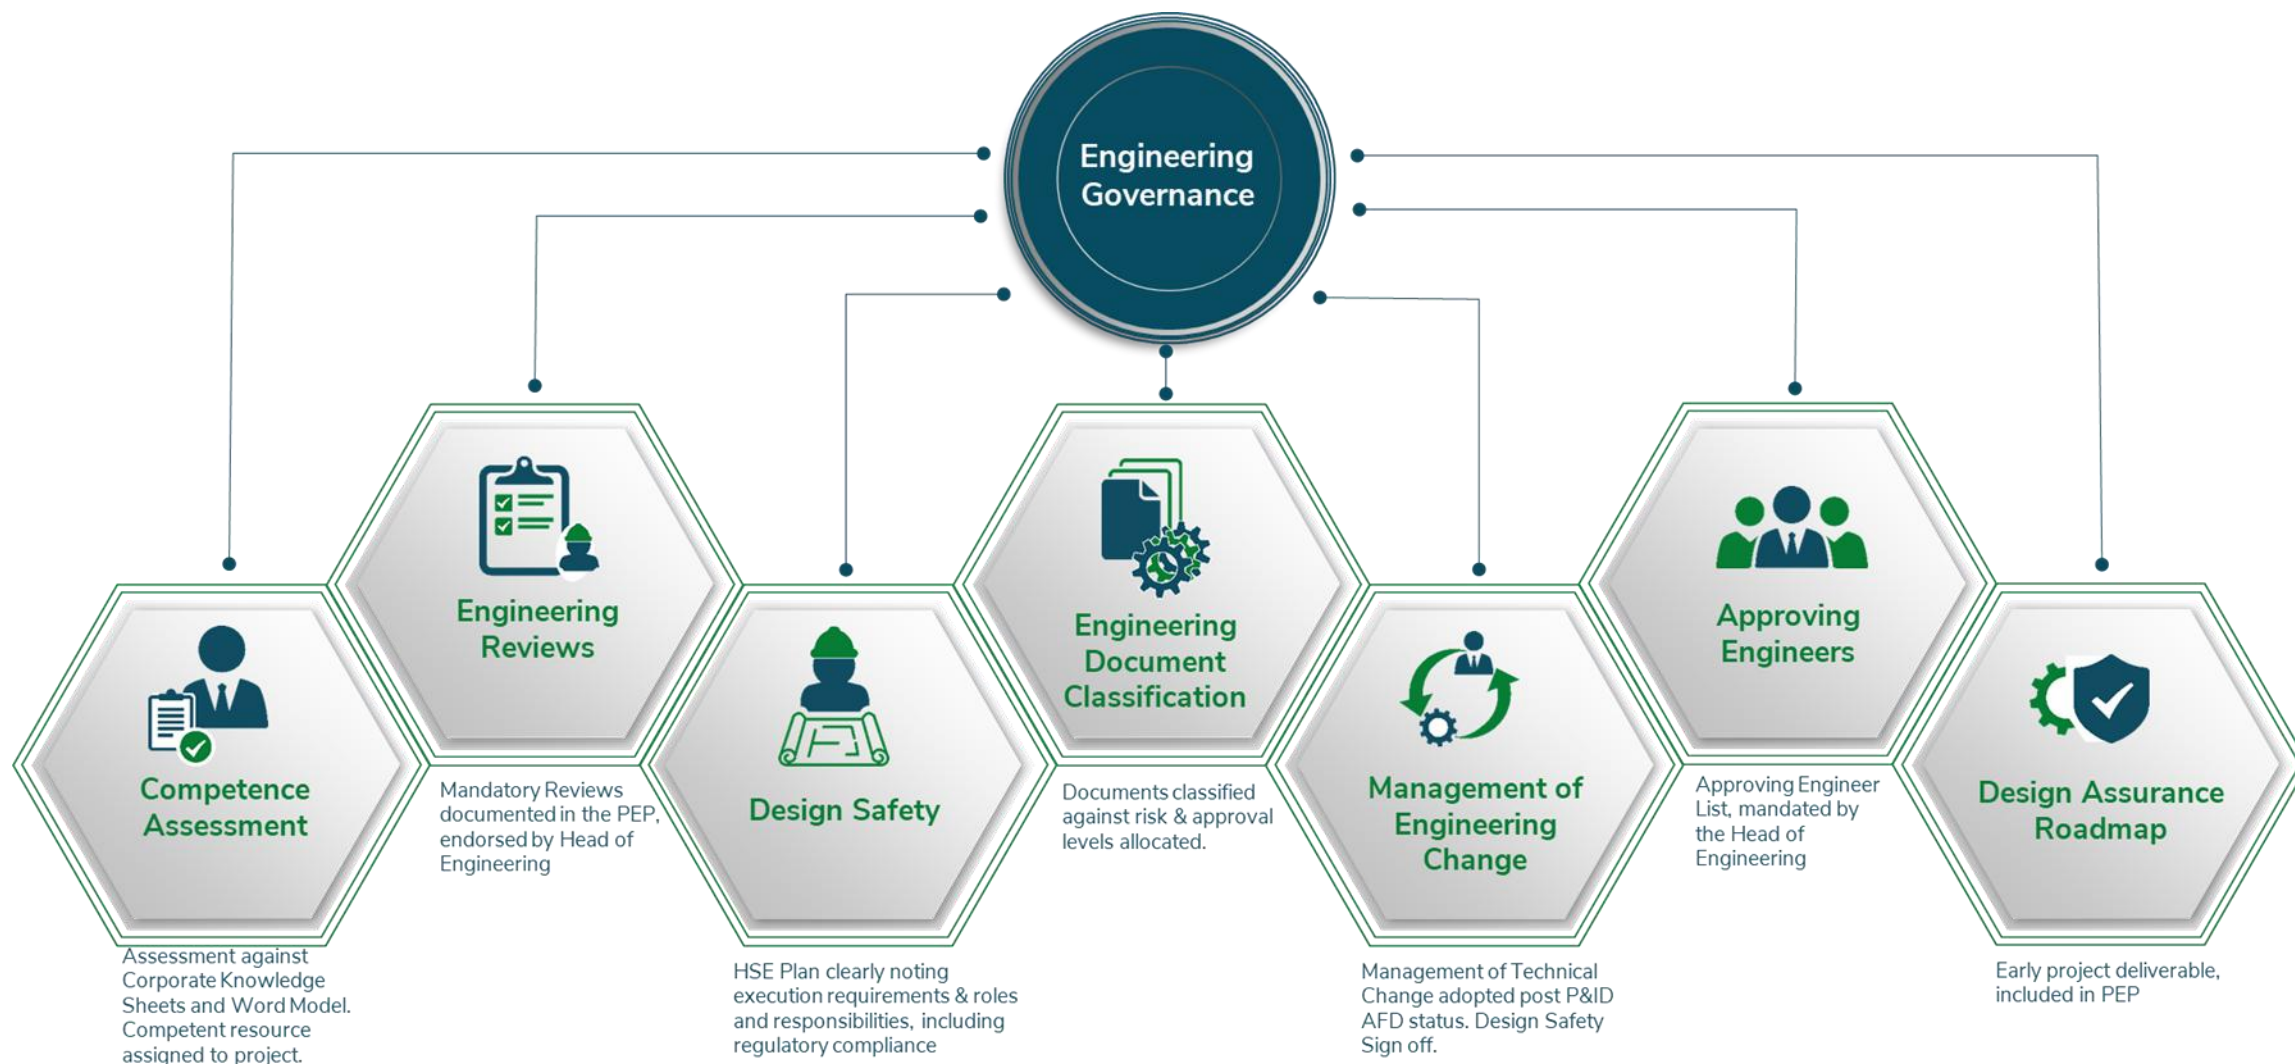 Engineering
Governance
Competence
Assessment
Assessment against
Corporate Knowledge
Sheets and Word Model.
Competent resource
assigned to project.
Engineering
Reviews
Mandatory Reviews
documented in the PEP,
endorsed by Head of
Engineering
Design Safety
HSE Plan clearly noting
execution requirements & roles
and responsibilities, including
regulatory compliance
Engineering
Document
Classification
Documents classified
against risk & approval
levels allocated.
Management of
Engineering
Change
Management of Technical
Change adopted post P&ID
AFD status. Design Safety
Sign off.
Approving
Engineers
Approving Engineer
List, mandated by
the Head of
Engineering
Design Assurance
Roadmap
Early project deliverable,
included in PEP